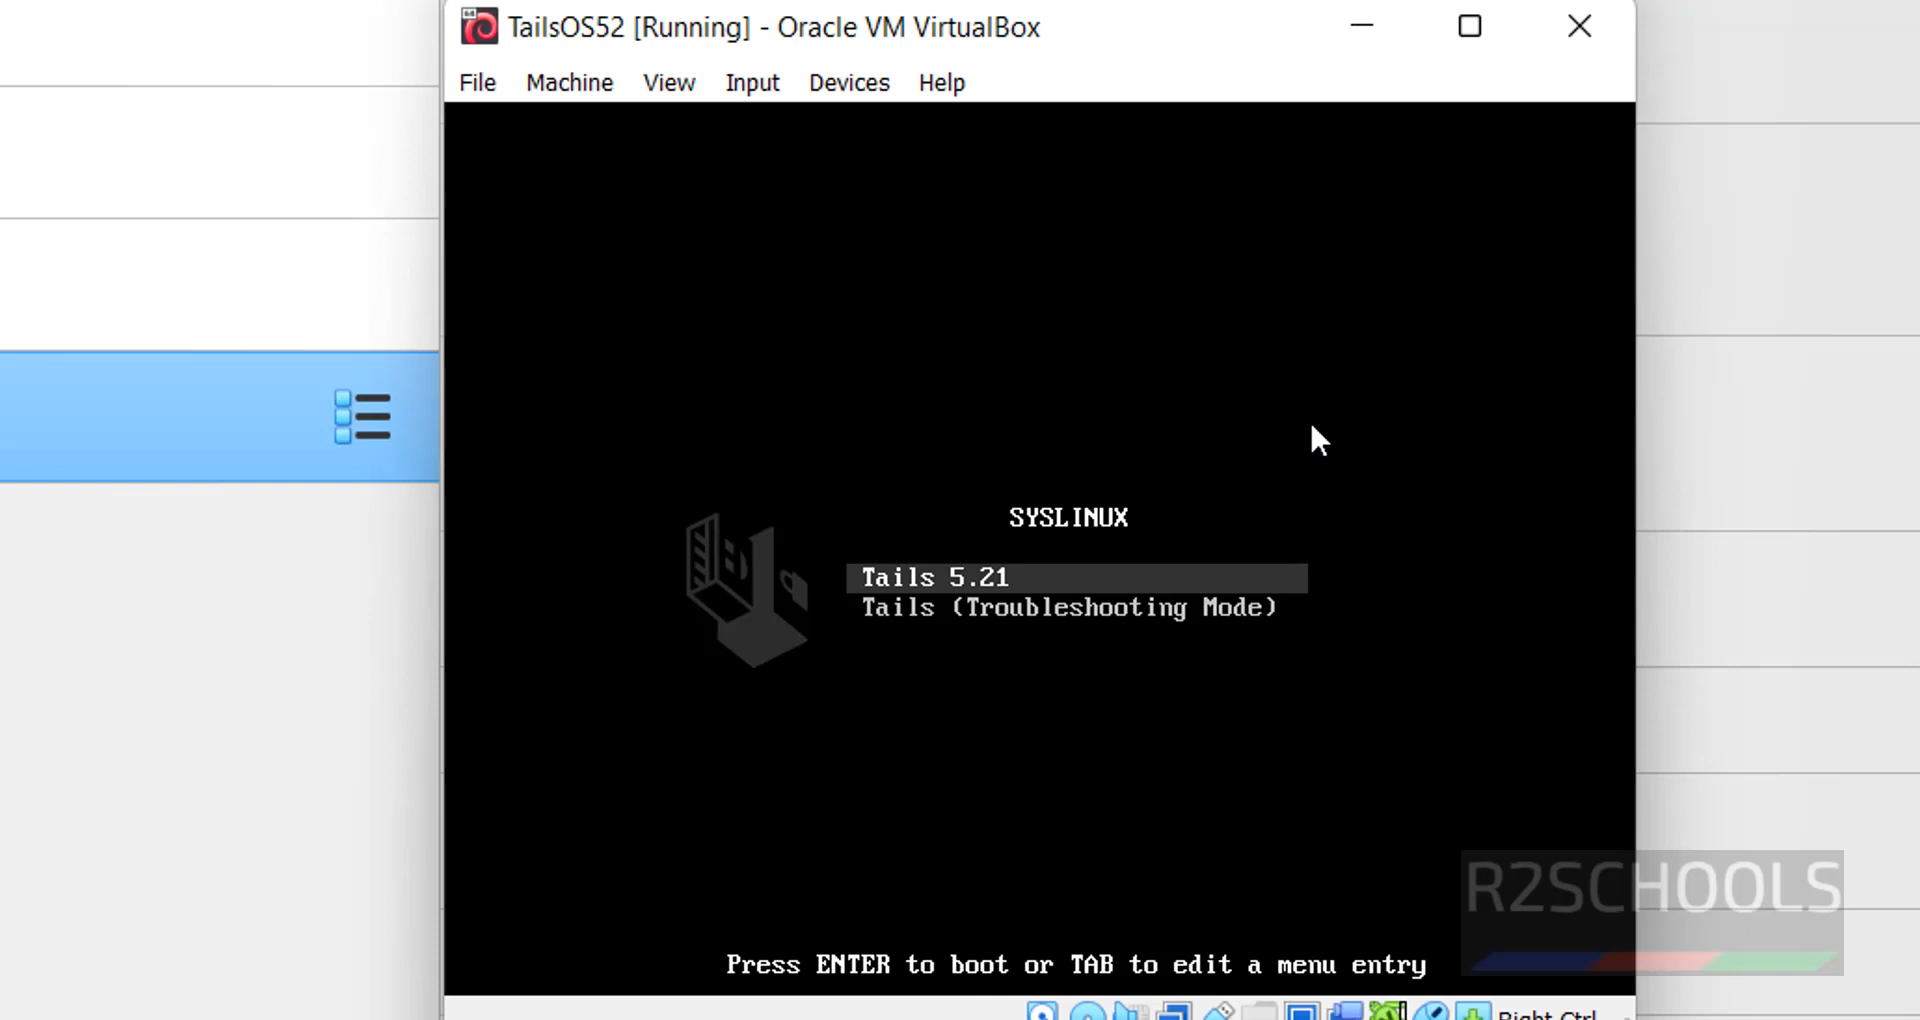 TailsOS52 [Running] - Oracle VM VirtualBox
File Machine View Input Devices Help
SYSLINUX
Tails 5.21
Tails (Troubleshooting Mode)
R2SCHOOLS
Press ENTER to boot or TAB to edit a menu entry
Right Ctrl